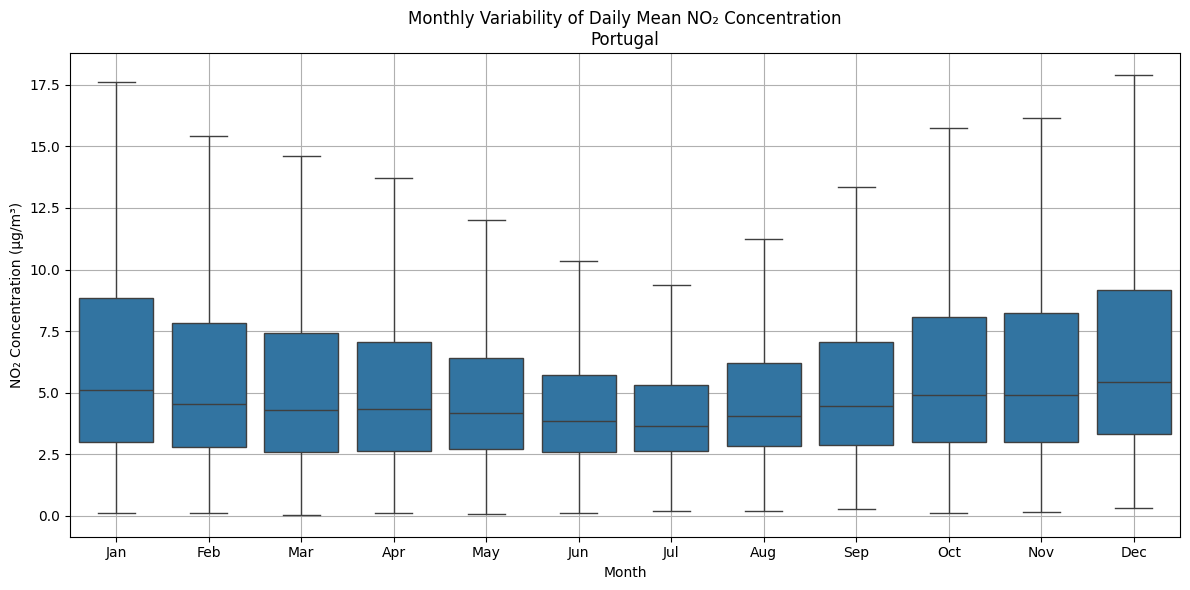 Monthly Variability of Daily Mean NO₂ Concentration
Portugal
NO₂ Concentration (µg/m³)
17.5
15.0
12.5
10.0
7.5
5.0
2.5
0.0
Jan Feb Mar Apr May Jun Jul Aug Sep Oct Nov Dec
Month